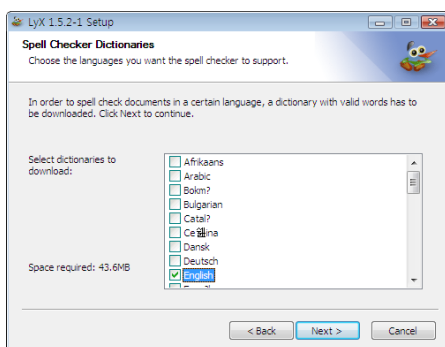 LyX 1.5.2-1 Setup
Spell Checker Dictionaries
Choose the languages you want the spell checker to support.
In order to spell check documents in a certain language, a dictionary with valid words has to
be downloaded. Click Next to continue.
Select dictionaries to
download:
Afrikaans
Arabic
Bokm?
Bulgarian
Catal?
Dansk
Deutsch
English
Space required: 43.6MB
< Back
Next >
Cancel